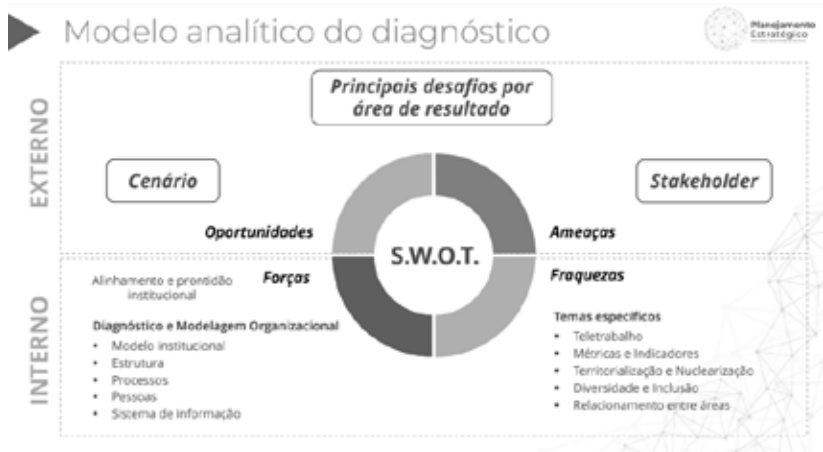 Modelo analítico do diagnóstico
Planejamento
Estratégico
EXTERNO
Principais desafios por
área de resultado
Cenário
Stakeholder
Oportunidades
Ameaças
S.W.O.T.
INTERNO
Alinhamento e prontidão
institucional
Forças
Fraquezas
Diagnóstico e Modelagem Organizacional
• Modelo institucional
• Estrutura
• Processos
• Pessoas
• Sistema de informação
Temas específicos
• Teletrabalho
• Métricas e Indicadores
• Territorialização e Nuclearização
• Diversidade e Inclusão
• Relacionamento entre áreas